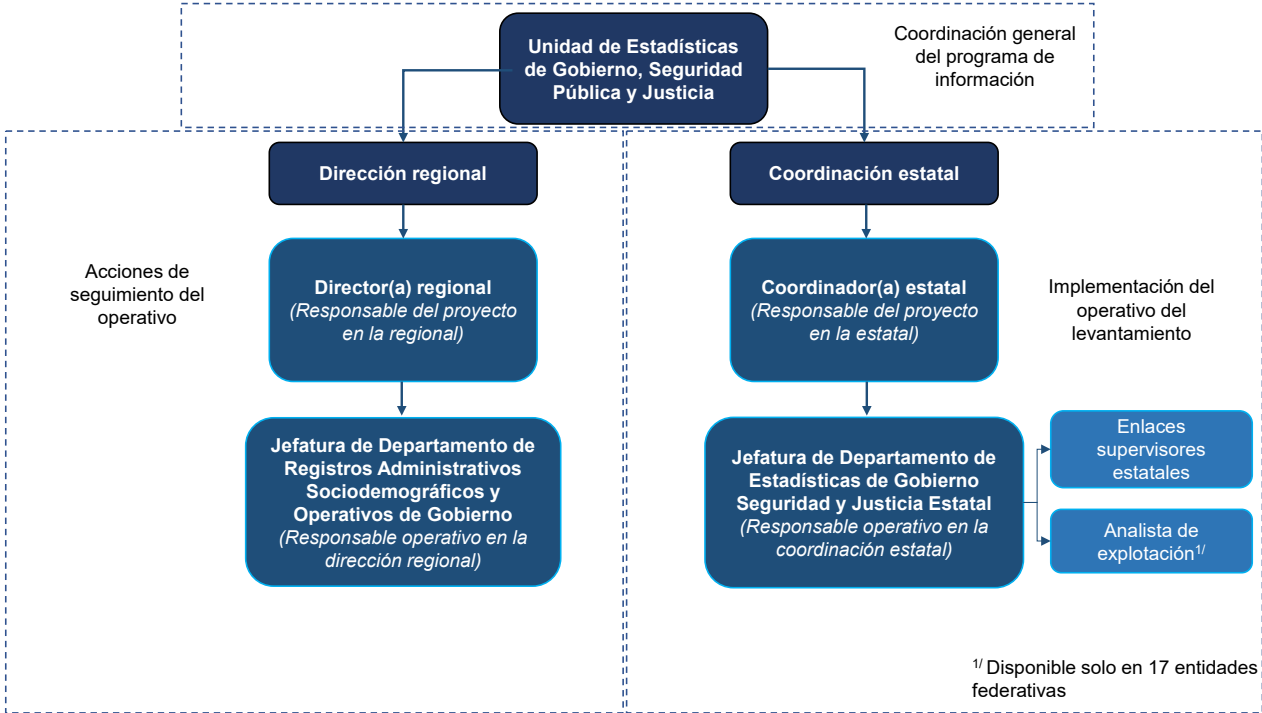 Unidad de Estadísticas
de Gobierno, Seguridad
Pública y Justicia
Coordinación general
del programa de
información
Dirección regional
Coordinación estatal
Acciones de
seguimiento del
operativo
Director(a) regional
(Responsable del proyecto
en la regional)
Coordinador(a) estatal
(Responsable del proyecto
en la estatal)
Implementación del
operativo del
levantamiento
Jefatura de Departamento de
Registros Administrativos
Sociodemográficos y
Operativos de Gobierno
(Responsable operativo en la
dirección regional)
Jefatura de Departamento de
Estadísticas de Gobierno
Seguridad y Justicia Estatal
(Responsable operativo en la
coordinación estatal)
Enlaces
supervisores
estatales
Analista de
explotación1/
1/ Disponible solo en 17 entidades
federativas